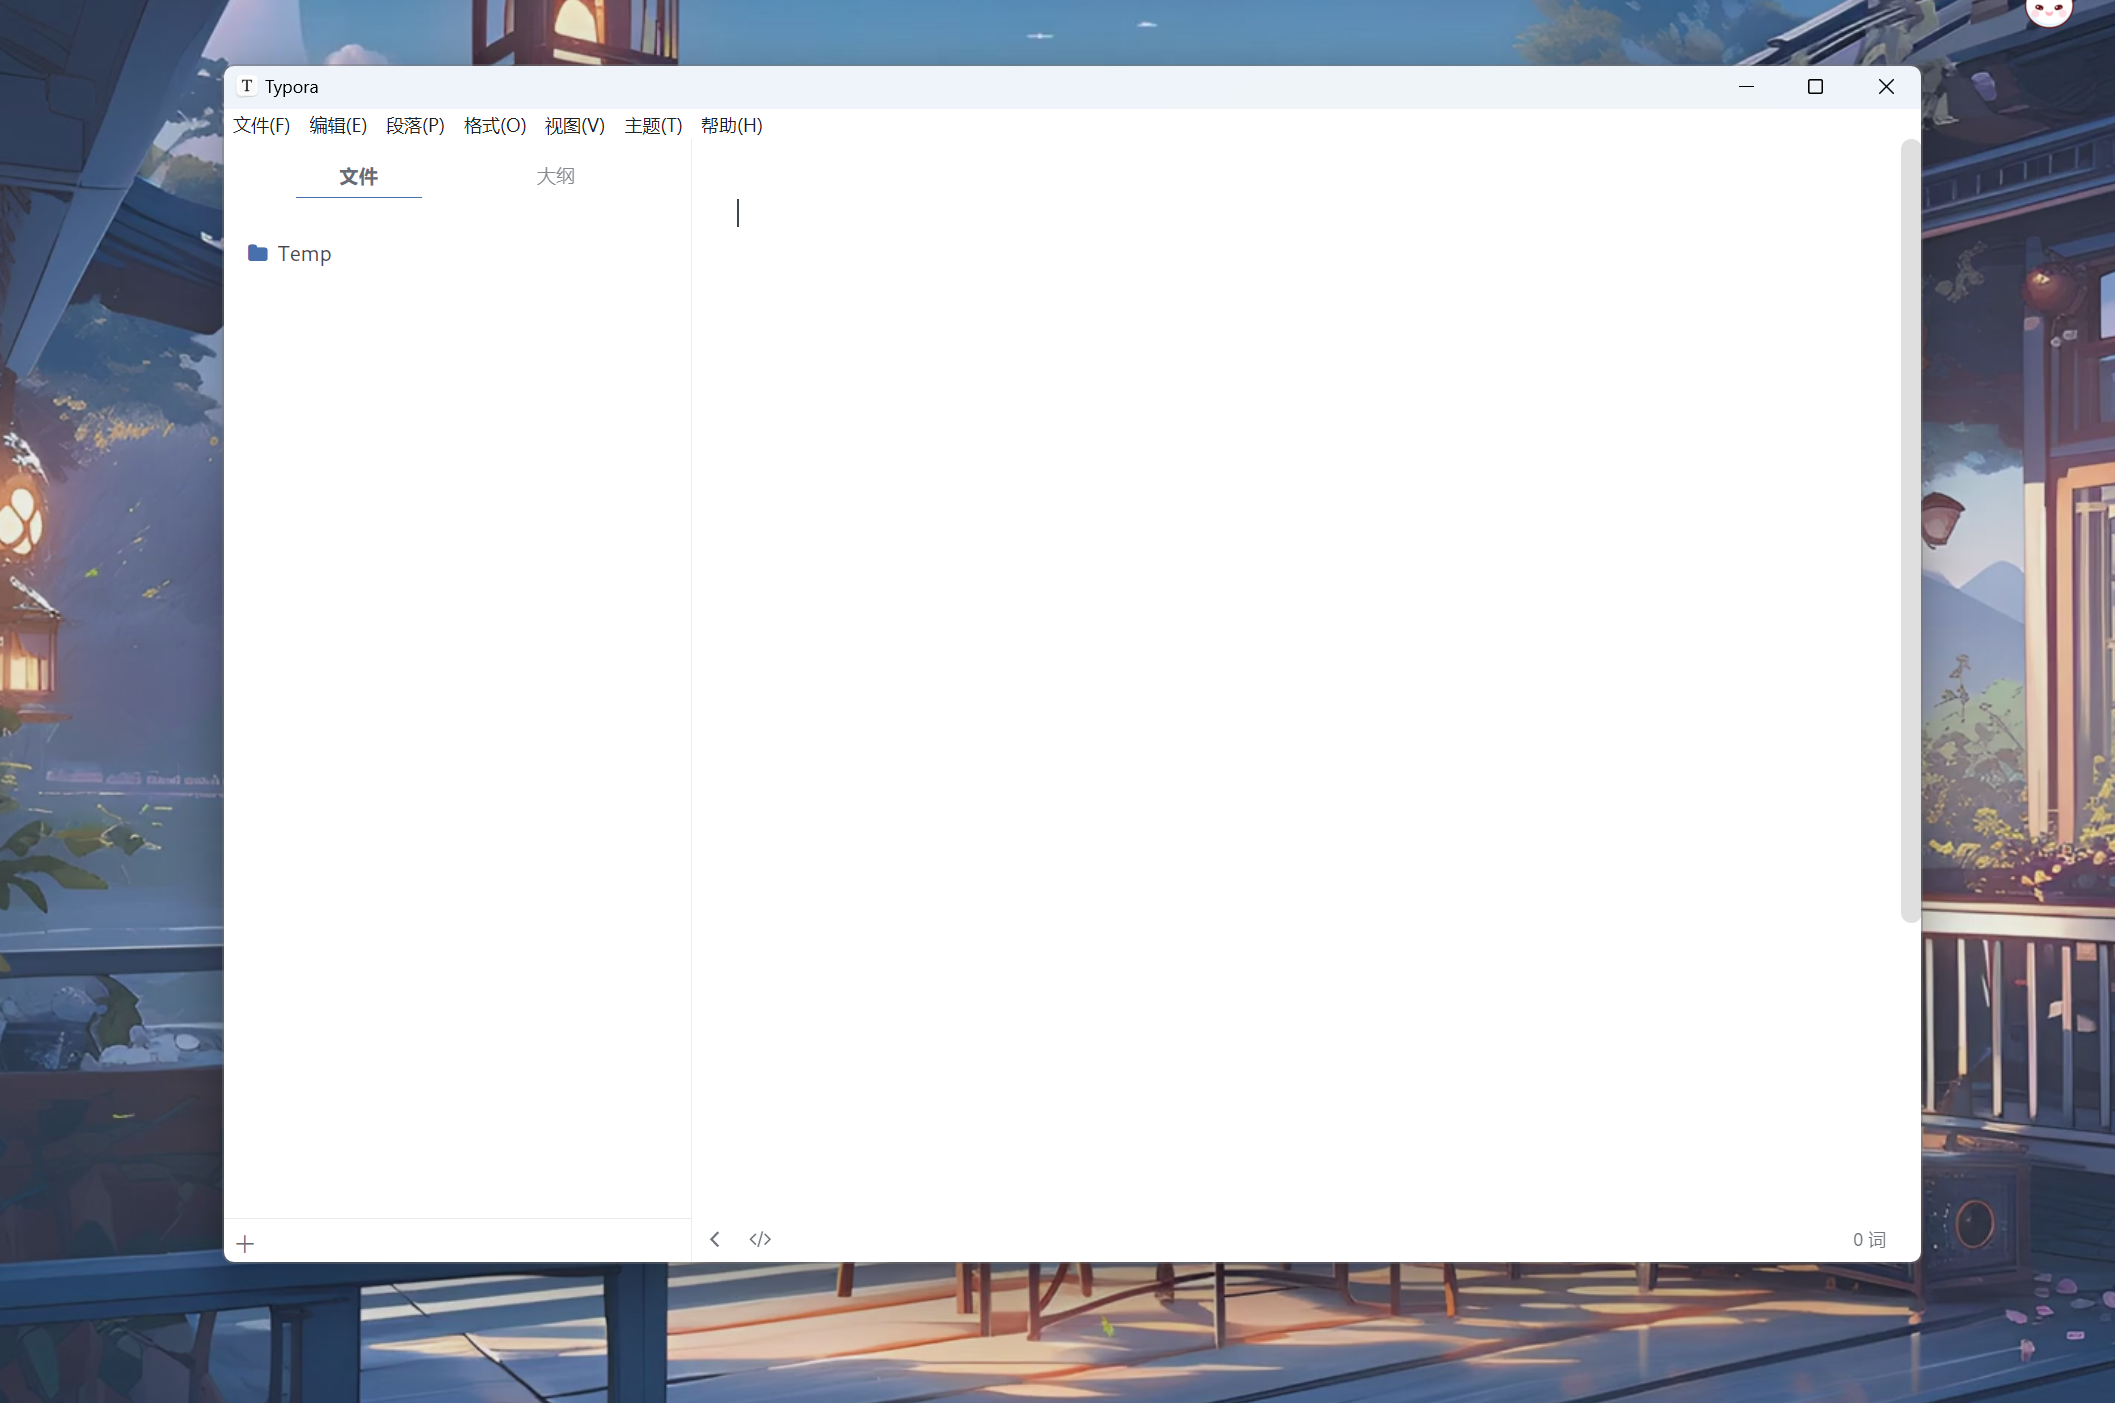 T Typora
文件(F) 编辑(E) 段落(P) 格式(O) 视图(V) 主题(T) 帮助(H)
文件 大纲
Temp
</> 0 词